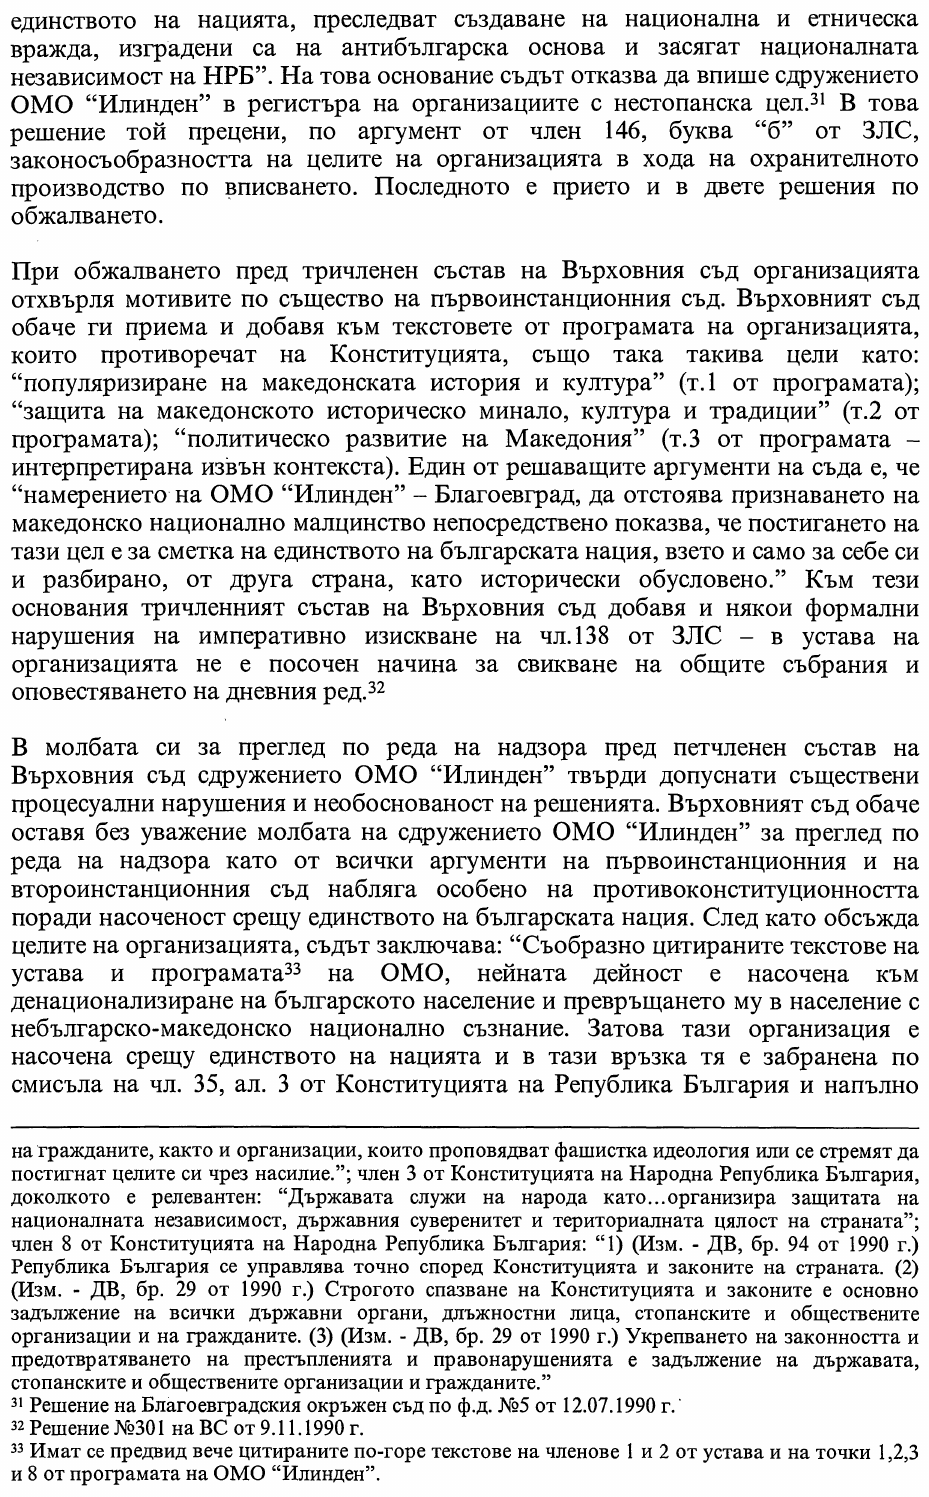 единството на нацията, преследват създаване на национална и етническа
вражда, изградени са на антибългарска основа и засягат националната
независимост на НРБ”. На това основание съдът отказва да впише сдружението
ОМО “Илинден” в регистъра на организациите с нестопанска цел.³¹ В това
решение той прецени, по аргумент от член 146, буква “б” от ЗЛС,
законосъобразността на целите на организацията в хода на охранителното
производство по вписването. Последното е прието и в двете решения по
обжалването.

При обжалването пред тричленен състав на Върховния съд организацията
отхвърля мотивите по същество на първоинстанционния съд. Върховният съд
обаче ги приема и добавя към текстовете от програмата на организацията,
които противоречат на Конституцията, също така такива цели като:
“популяризиране на македонската история и култура” (т.1 от програмата);
“защита на македонското историческо минало, култура и традиции” (т.2 от
програмата); “политическо развитие на Македония” (т.3 от програмата –
интерпретирана извън контекста). Един от решаващите аргументи на съда е, че
“намерението на ОМО “Илинден” – Благоевград, да отстоява признаването на
македонско национално малцинство непосредствено показва, че постигането на
тази цел е за сметка на единството на българската нация, взето и само за себе си
и разбирано, от друга страна, като исторически обусловено.” Към тези
основания тричленният състав на Върховния съд добавя и някои формални
нарушения на императивно изискване на чл.138 от ЗЛС – в устава на
организацията не е посочен начина за свикване на общите събрания и
оповестяването на дневния ред.³²

В молбата си за преглед по реда на надзора пред петчленен състав на
Върховния съд сдружението ОМО “Илинден” твърди допуснати съществени
процесуални нарушения и необоснованост на решенията. Върховният съд обаче
оставя без уважение молбата на сдружението ОМО “Илинден” за преглед по
реда на надзора като от всички аргументи на първоинстанционния и на
второинстанционния съд набляга особено на противоконституционността
поради насоченост срещу единството на българската нация. След като обсъжда
целите на организацията, съдът заключава: “Съобразно цитираните текстове на
устава и програмата³³ на ОМО, нейната дейност е насочена към
денационализиране на българското население и превръщането му в население с
небългарско-македонско национално съзнание. Затова тази организация е
насочена срещу единството на нацията и в тази връзка тя е забранена по
смисъла на чл. 35, ал. 3 от Конституцията на Република България и напълно

на гражданите, както и организации, които проповядват фашистка идеология или се стремят да
постигнат целите си чрез насилие.”; член 3 от Конституцията на Народна Република България,
доколкото е релевантен: “Държавата служи на народа като...организира защитата на
националната независимост, държавния суверенитет и териториалната цялост на страната”;
член 8 от Конституцията на Народна Република България: “1) (Изм. - ДВ, бр. 94 от 1990 г.)
Република България се управлява точно според Конституцията и законите на страната. (2)
(Изм. - ДВ, бр. 29 от 1990 г.) Строгото спазване на Конституцията и законите е основно
задължение на всички държавни органи, длъжностни лица, стопанските и обществените
организации и на гражданите. (3) (Изм. - ДВ, бр. 29 от 1990 г.) Укрепването на законността и
предотвратяването на престъпленията и правонарушенията е задължение на държавата,
стопанските и обществените организации и гражданите.”
³¹ Решение на Благоевградския окръжен съд по ф.д. №5 от 12.07.1990 г.
³² Решение №301 на ВС от 9.11.1990 г.
³³ Имат се предвид вече цитираните по-горе текстове на членове 1 и 2 от устава и на точки 1,2,3
и 8 от програмата на ОМО “Илинден”.